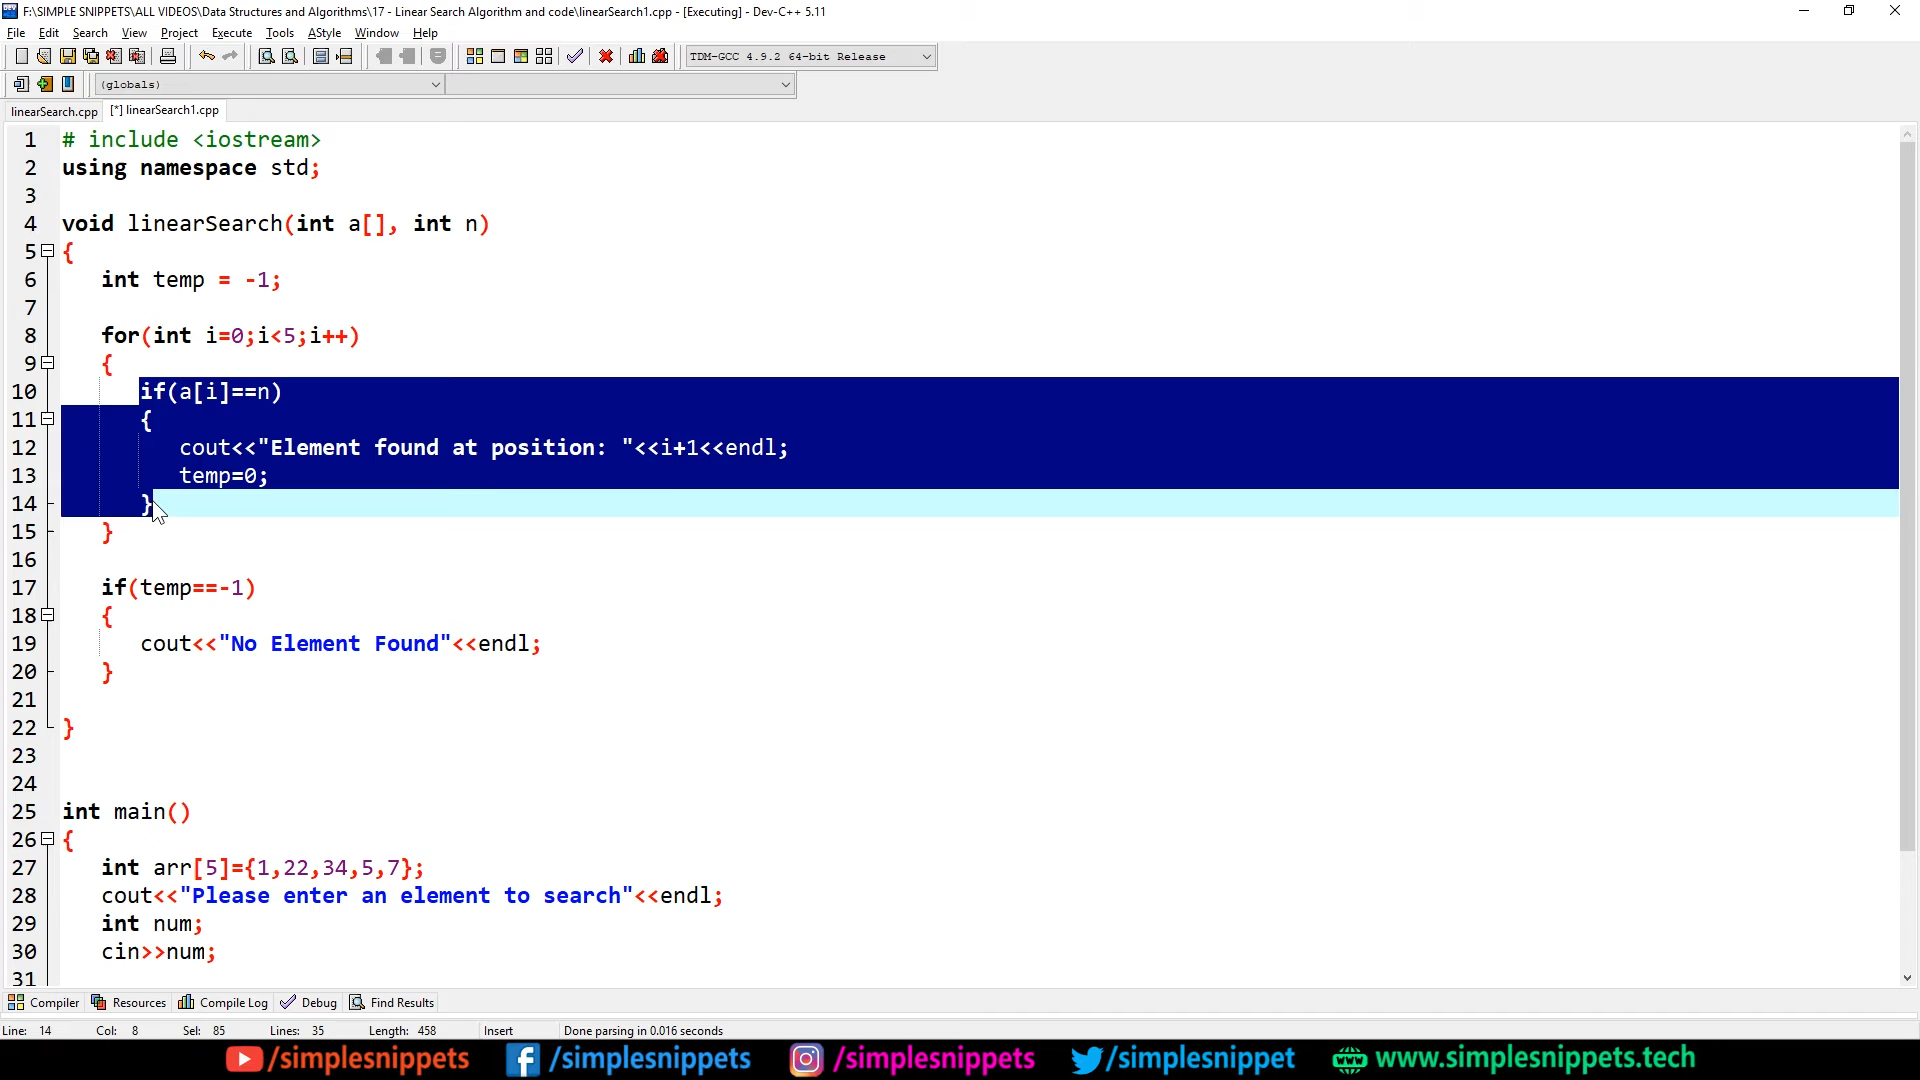 F:\SIMPLE SNIPPETS\ALL VIDEOS\Data Structures and Algorithms\17 - Linear Search Algorithm and code\linearSearch1.cpp - [Executing] - Dev-C++ 5.11
File Edit Search View Project Execute Tools AStyle Window Help
TDM-GCC 4.9.2 64-bit Release
(globals)
linearSearch.cpp [*] linearSearch1.cpp
1 # include <iostream>
2 using namespace std;
3
4 void linearSearch(int a[], int n)
5 {
6 int temp = -1;
7
8 for(int i=0;i<5;i++)
9 {
10 if(a[i]==n)
11 {
12 cout<<"Element found at position: "<<i+1<<endl;
13 temp=0;
14 }
15 }
16
17 if(temp==-1)
18 {
19 cout<<"No Element Found"<<endl;
20 }
21
22 }
23
24
25 int main()
26 {
27 int arr[5]={1,22,34,5,7};
28 cout<<"Please enter an element to search"<<endl;
29 int num;
30 cin>>num;
31
Compiler Resources Compile Log Debug Find Results
Line: 14 Col: 8 Sel: 85 Lines: 35 Length: 458 Insert Done parsing in 0.016 seconds
/simplesnippets /simplesnippets /simplesnippets /simplesnippets www.simplesnippets.tech